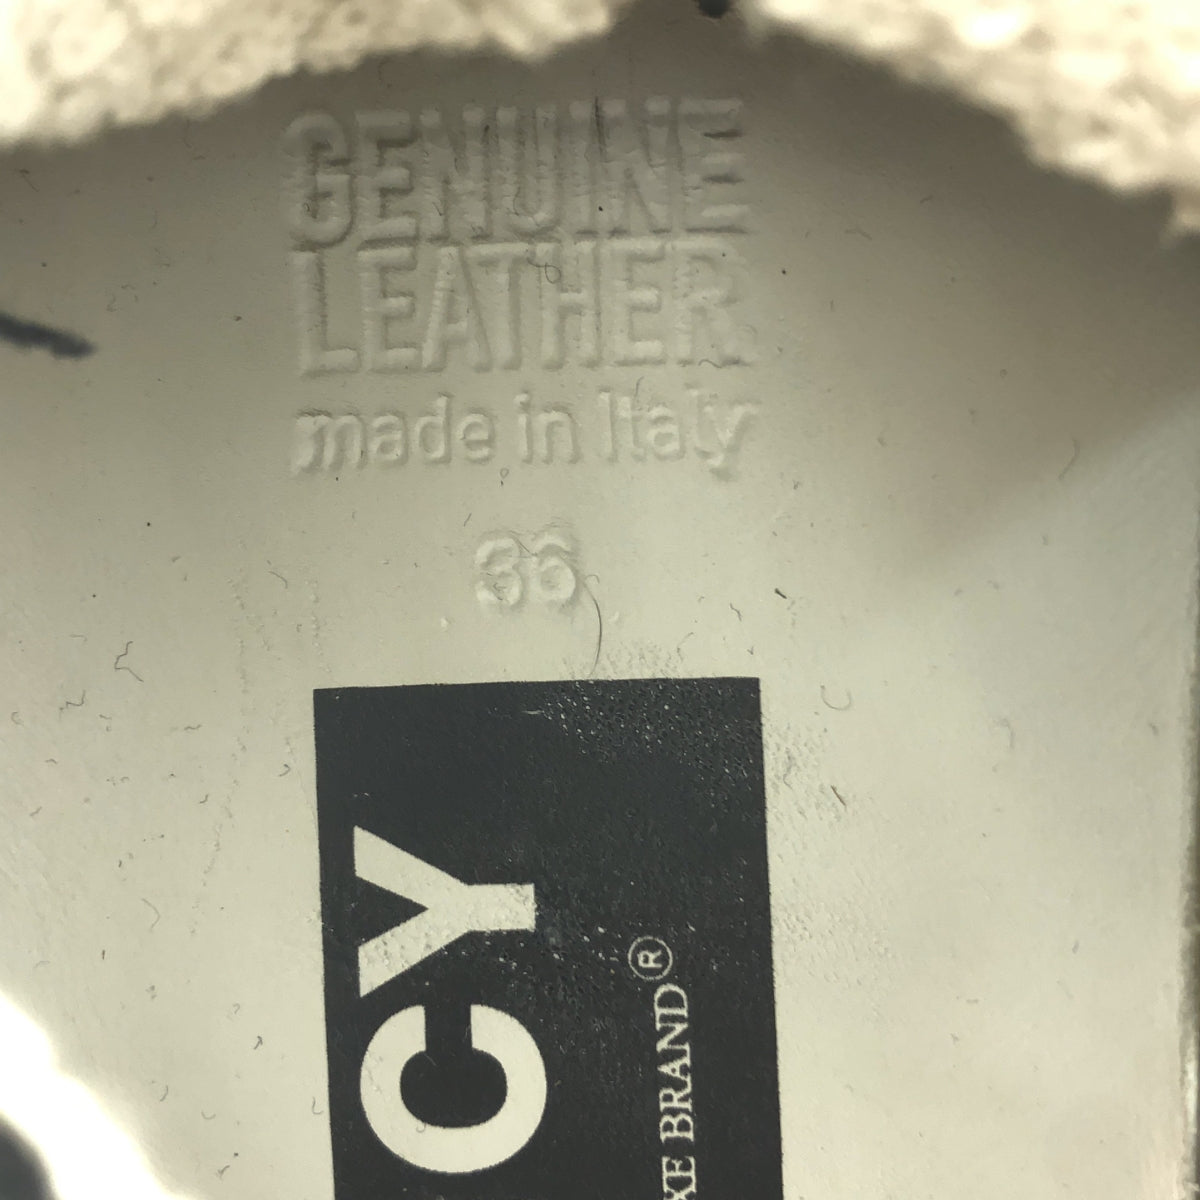 GENUINE
LEATHER
made in Italy
36
CY
XE BRAND®